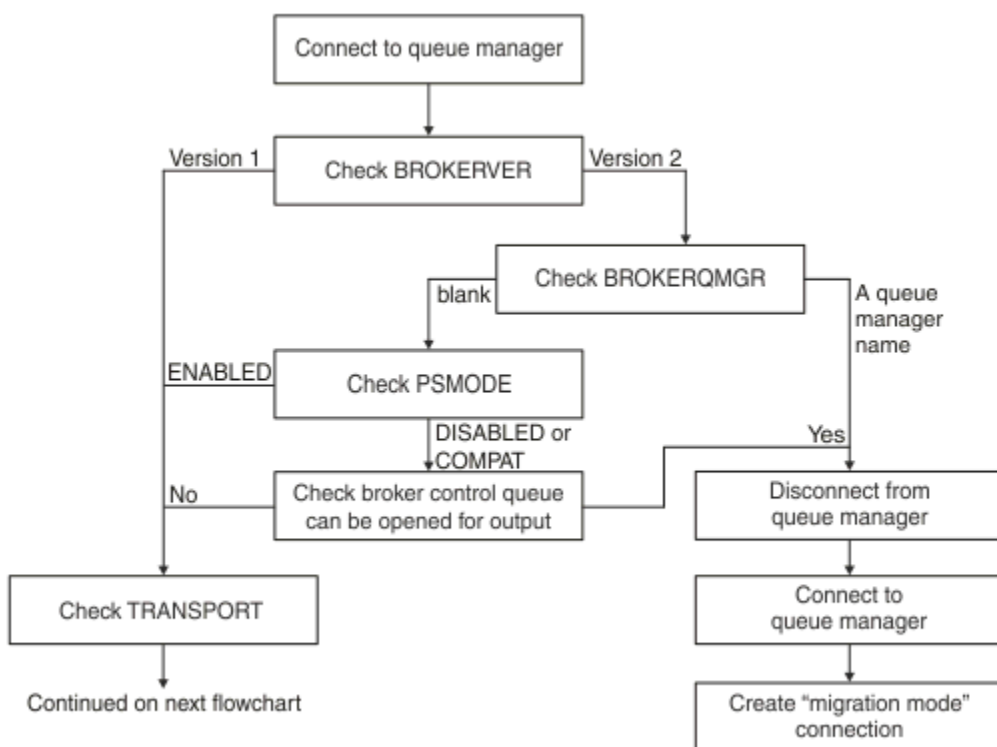 Connect to queue manager
Version 1
Check BROKERVER
Version 2
Check BROKERQMGR
blank
A queue
manager
name
ENABLED
Check PSMODE
DISABLED or
COMPAT
Yes
No
Check broker control queue
can be opened for output
Disconnect from
queue manager
Check TRANSPORT
Connect to
queue manager
Continued on next flowchart
Create “migration mode”
connection